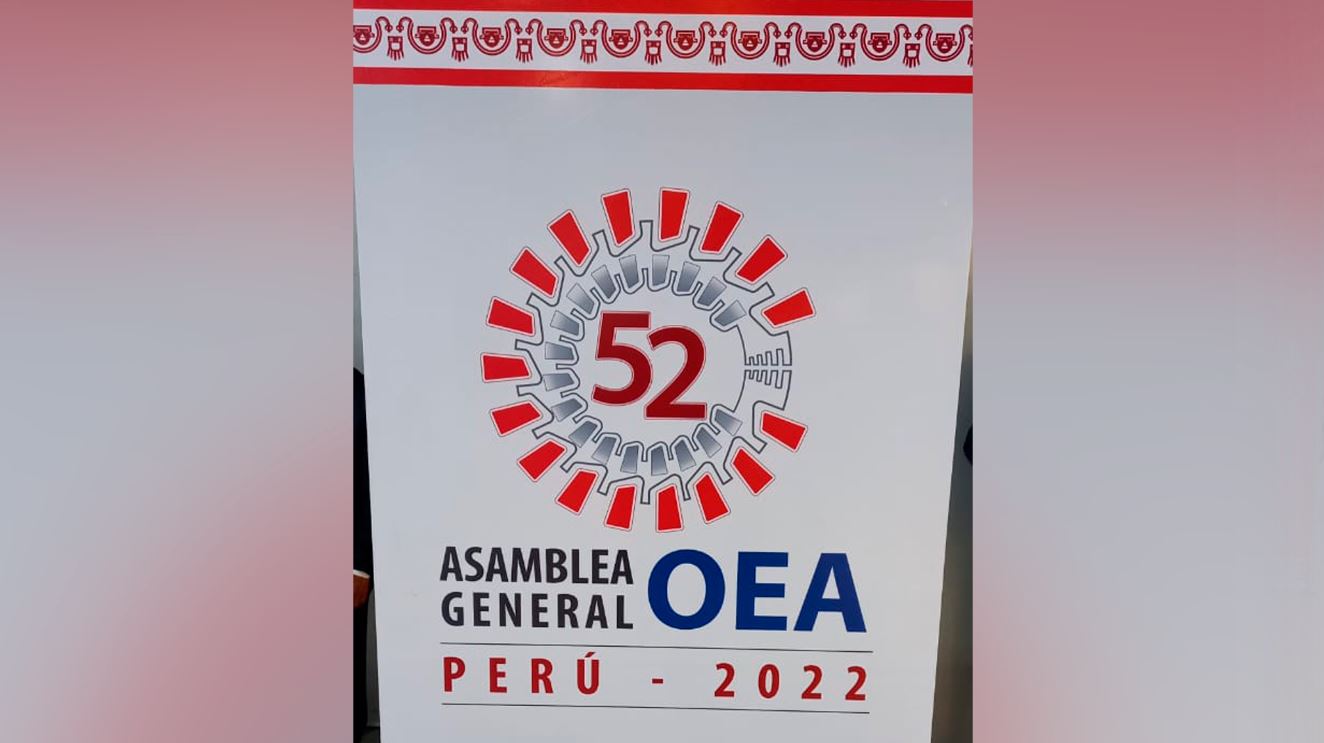 52
ASAMBLEA
GENERAL
OEA
PERÚ - 2022